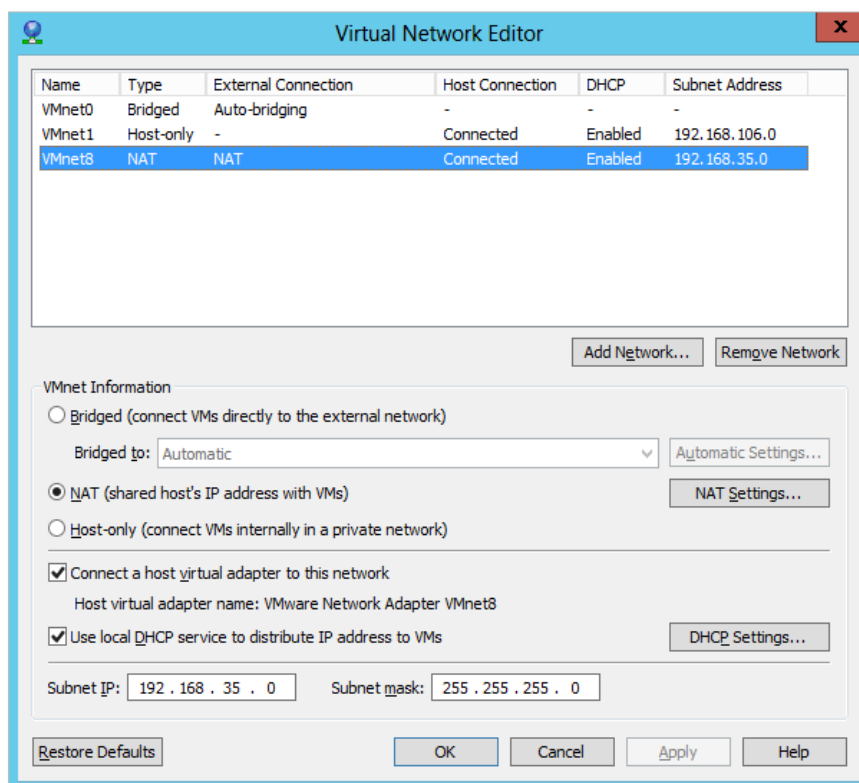 Virtual Network Editor
x
Name Type External Connection Host Connection DHCP Subnet Address
VMnet0 Bridged Auto-bridging - - -
VMnet1 Host-only - Connected Enabled 192.168.106.0
VMnet8 NAT NAT Connected Enabled 192.168.35.0
Add Network... Remove Network
VMnet Information
Bridged (connect VMs directly to the external network)
Bridged to: Automatic Automatic Settings...
NAT (shared host's IP address with VMs) NAT Settings...
Host-only (connect VMs internally in a private network)
Connect a host virtual adapter to this network
Host virtual adapter name: VMware Network Adapter VMnet8
Use local DHCP service to distribute IP address to VMs DHCP Settings...
Subnet IP: 192 . 168 . 35 . 0 Subnet mask: 255 . 255 . 255 . 0
Restore Defaults OK Cancel Apply Help